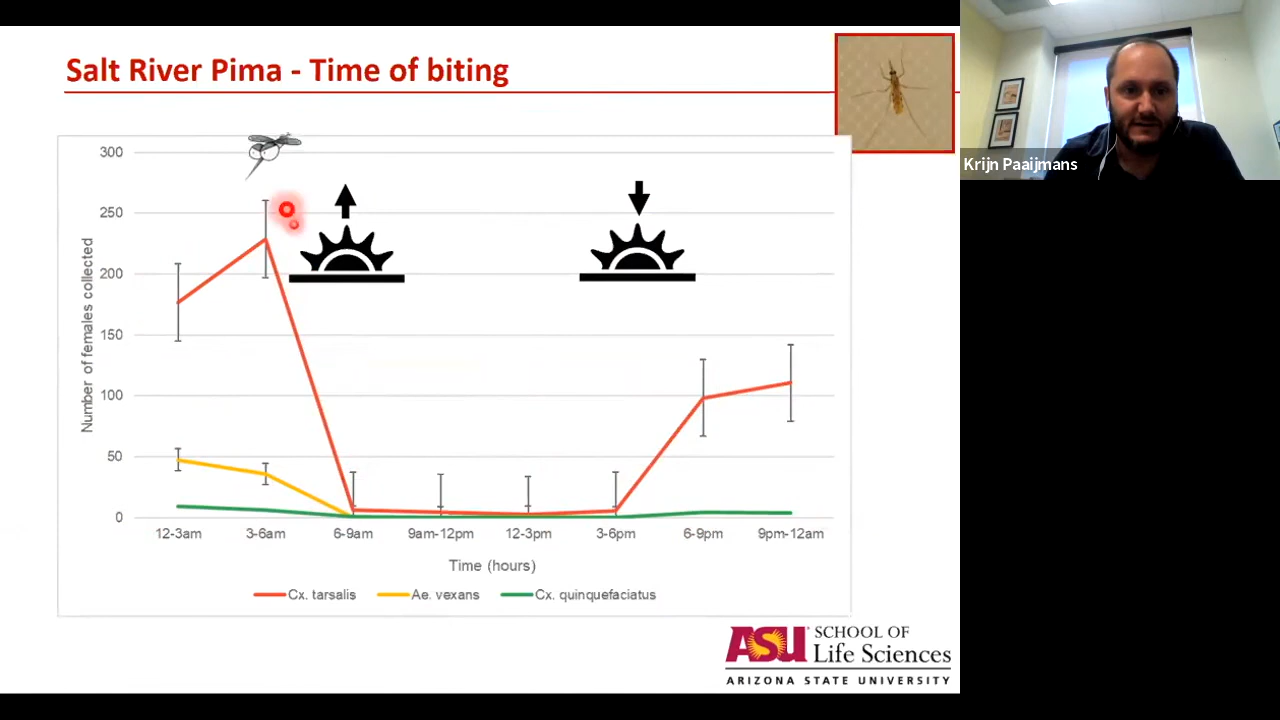 Salt River Pima - Time of biting
Krijn Paaijmans
300
250
200
150
100
50
0
Number of females collected
12-3am 3-6am 6-9am 9am-12pm 12-3pm 3-6pm 6-9pm 9pm-12am
Time (hours)
Cx. tarsalis Ae. vexans Cx. quinquefaciatus
ASU SCHOOL OF
Life Sciences
ARIZONA STATE UNIVERSITY